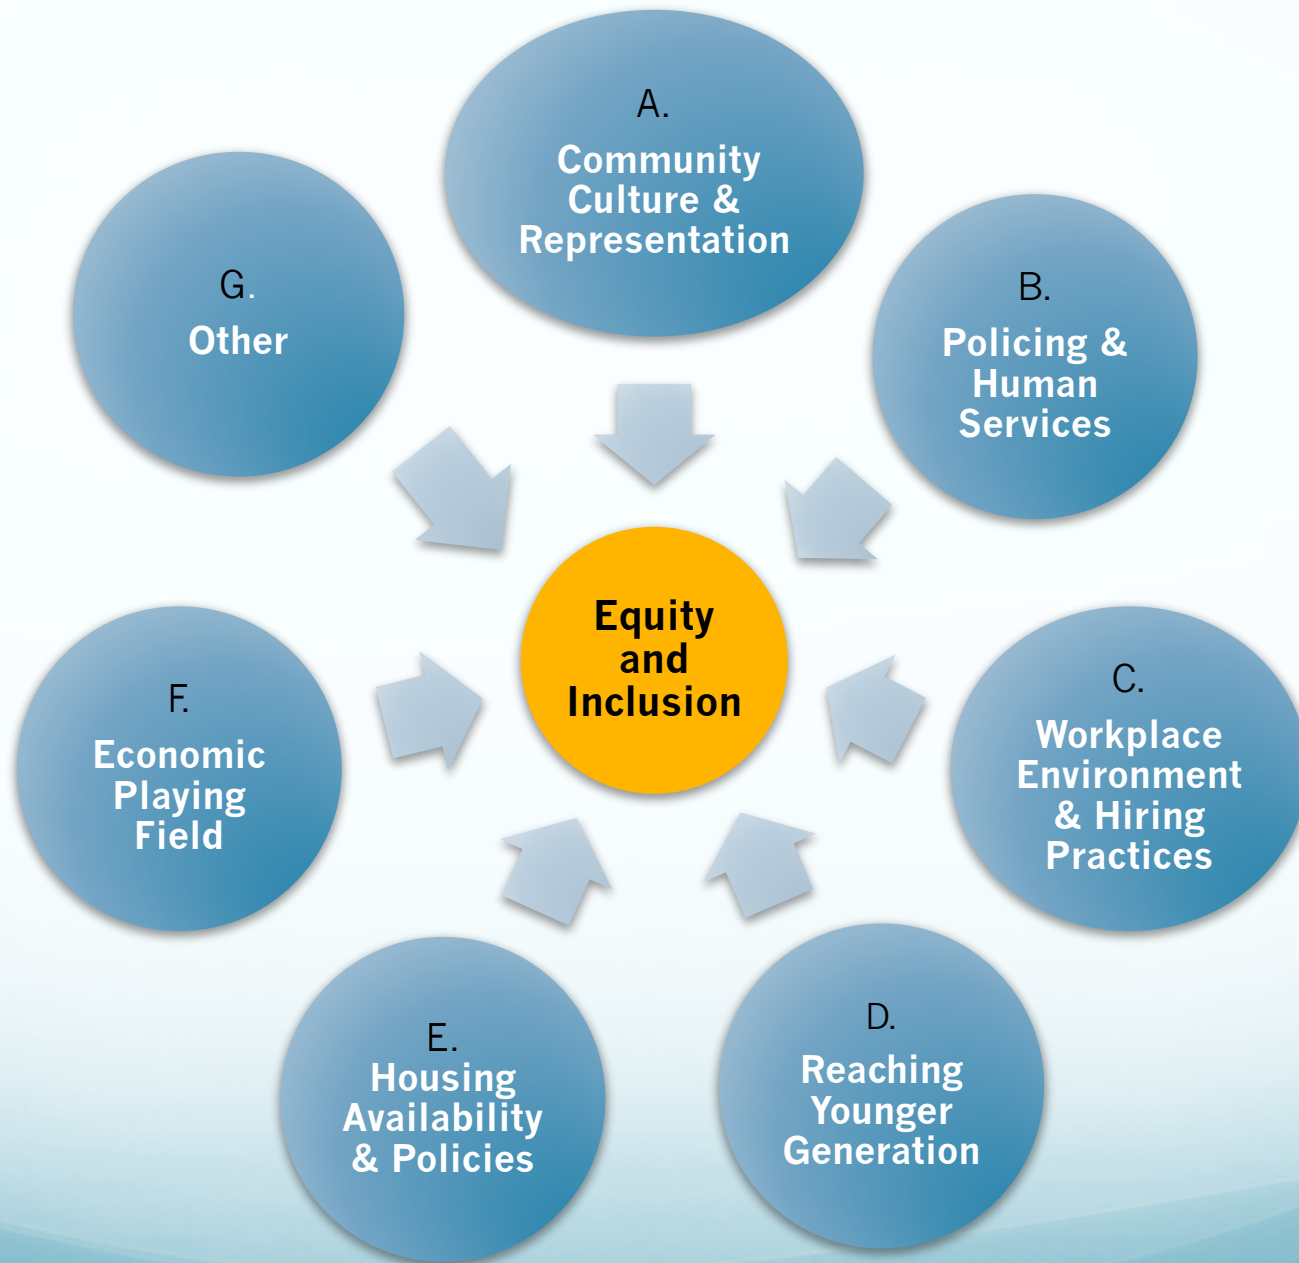 A.
Community
Culture &
Representation
B.
Policing &
Human
Services
C.
Workplace
Environment
& Hiring
Practices
D.
Reaching
Younger
Generation
E.
Housing
Availability
& Policies
F.
Economic
Playing
Field
G.
Other
Equity
and
Inclusion